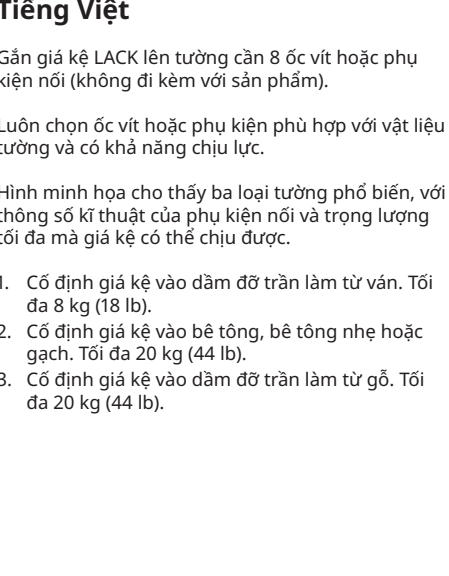 Tiếng Việt
Gắn giá kệ LACK lên tường cần 8 ốc vít hoặc phụ
kiện nối (không đi kèm với sản phẩm).
Luôn chọn ốc vít hoặc phụ kiện phù hợp với vật liệu
tường và có khả năng chịu lực.
Hình minh họa cho thấy ba loại tường phổ biến, với
thông số kĩ thuật của phụ kiện nối và trọng lượng
tối đa mà giá kệ có thể chịu được.
1. Cố định giá kệ vào dầm đỡ trần làm từ ván. Tối
đa 8 kg (18 lb).
2. Cố định giá kệ vào bê tông, bê tông nhẹ hoặc
gạch. Tối đa 20 kg (44 lb).
3. Cố định giá kệ vào dầm đỡ trần làm từ gỗ. Tối
đa 20 kg (44 lb).